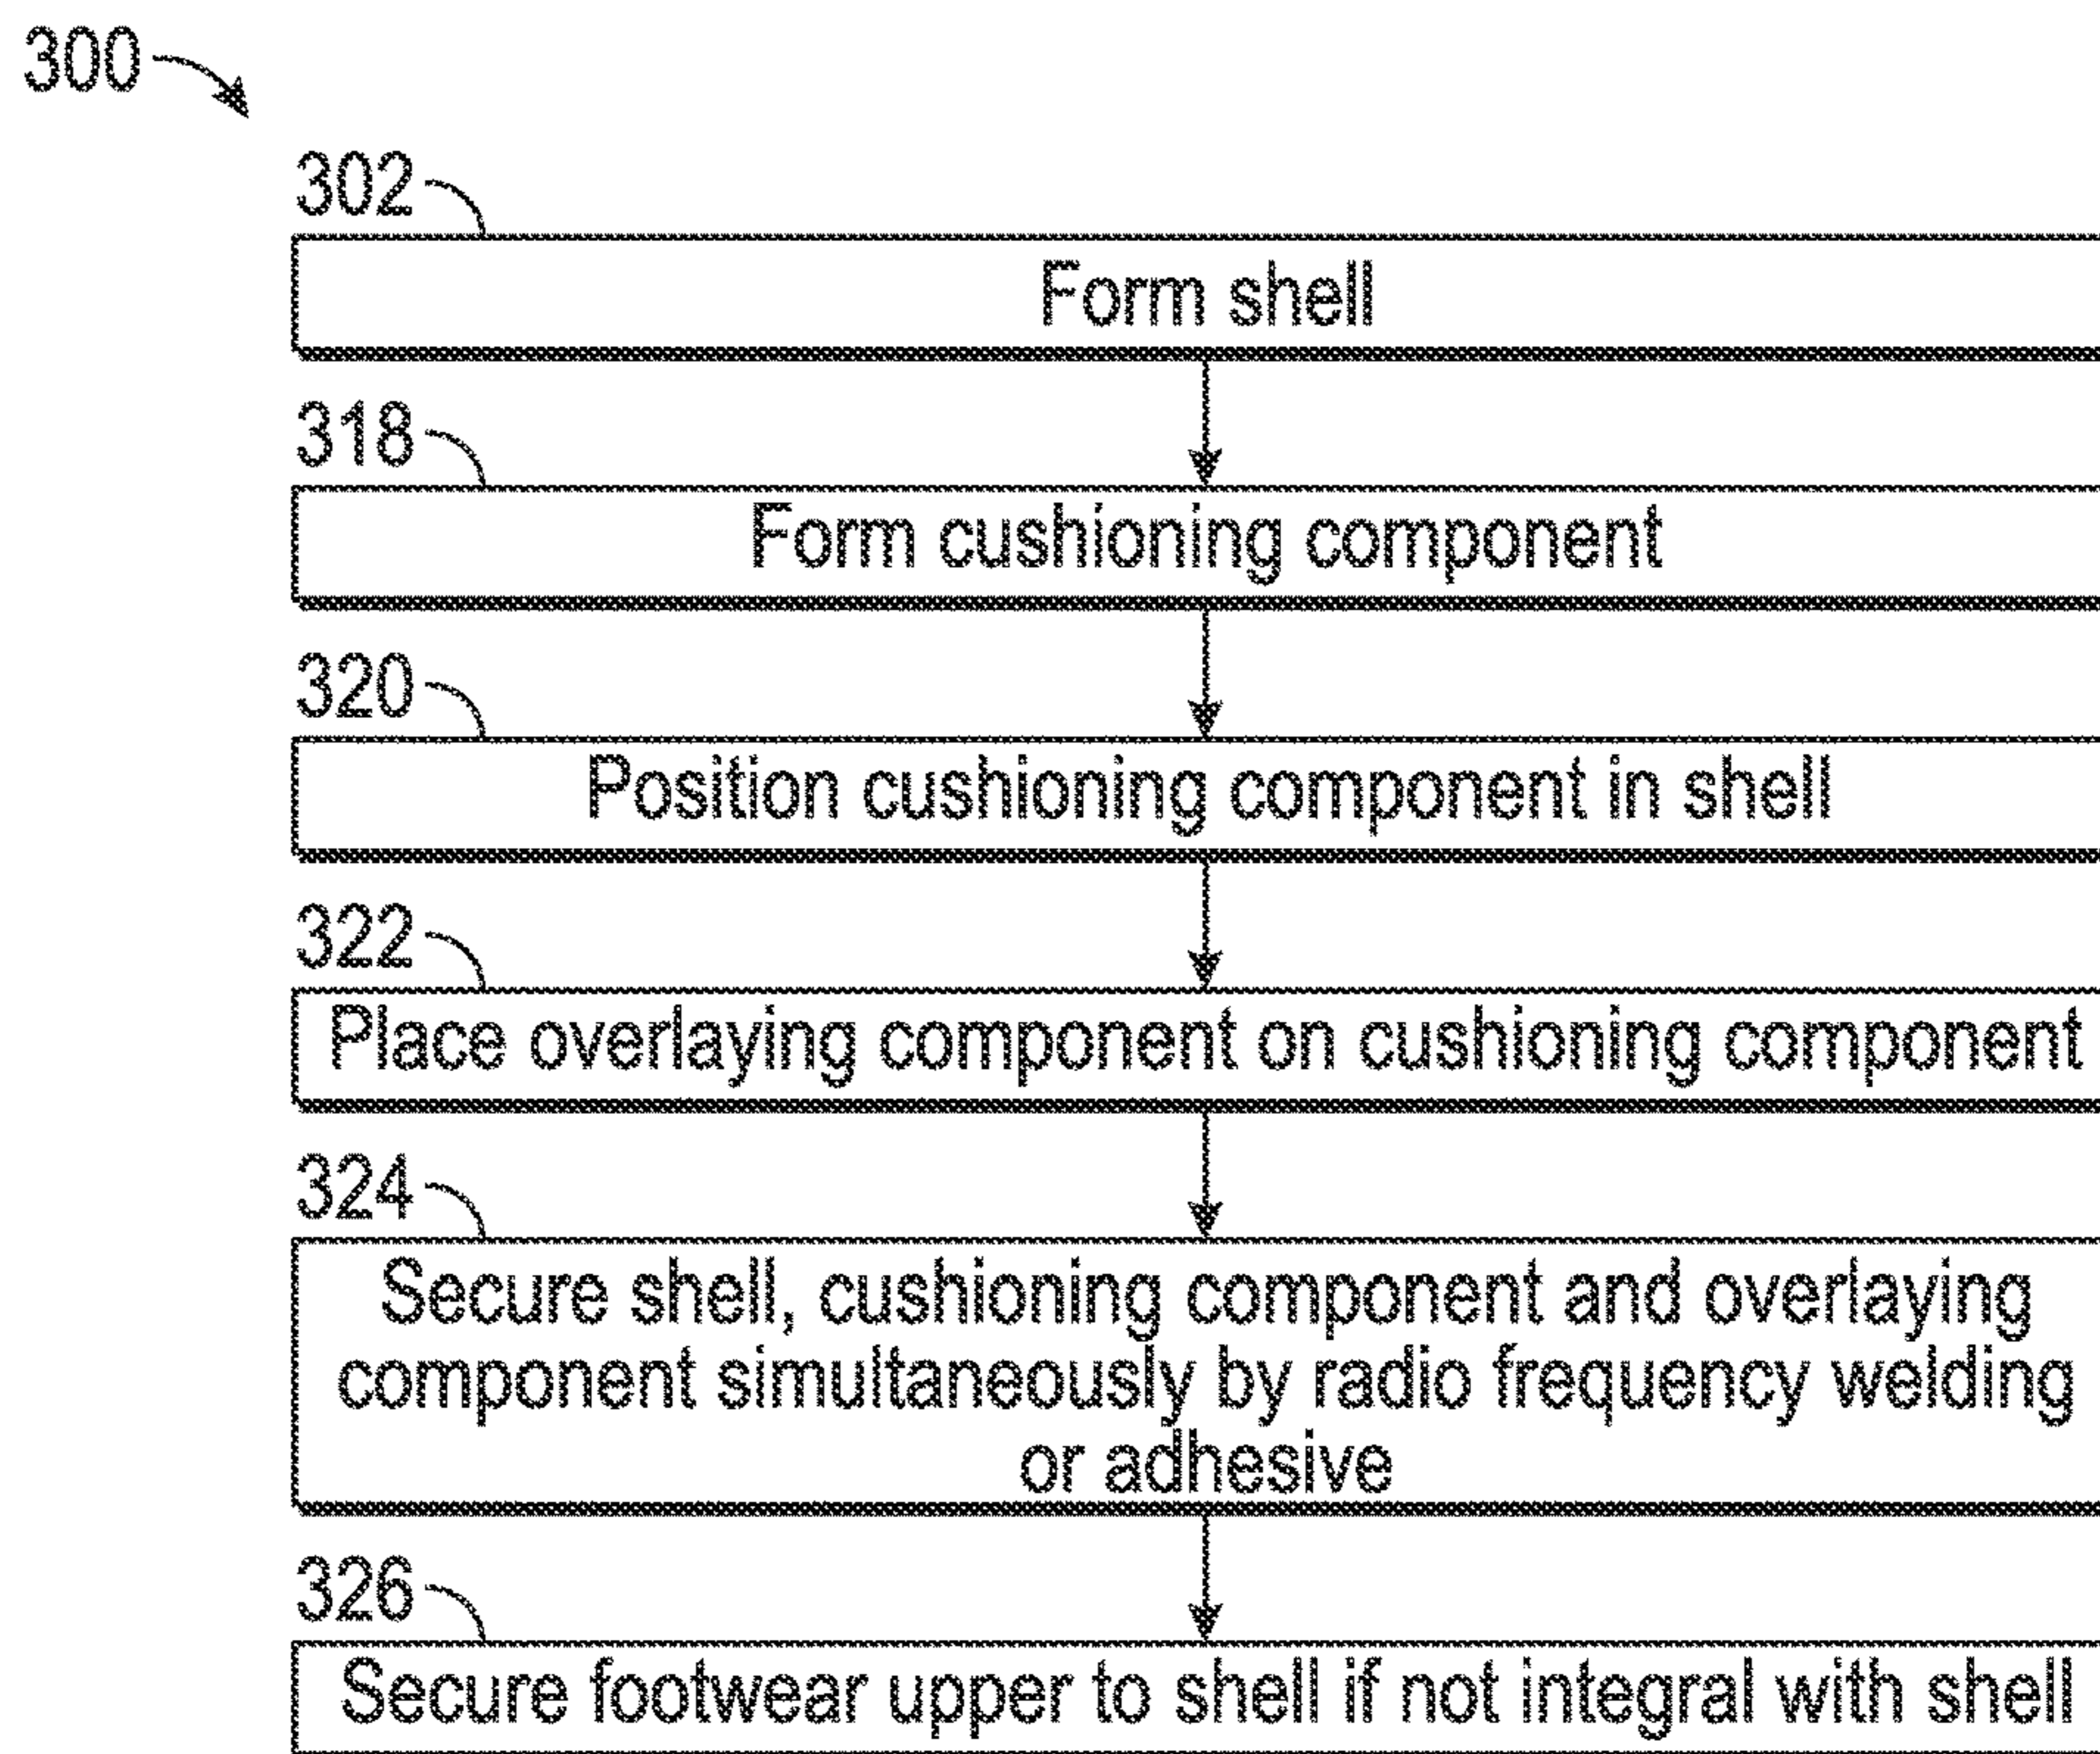 300
302
Form shell
318
Form cushioning component
320
Position cushioning component in shell
322
Place overlaying component on cushioning component
324
Secure shell, cushioning component and overlaying
component simultaneously by radio frequency welding
or adhesive
326
Secure footwear upper to shell if not integral with shell